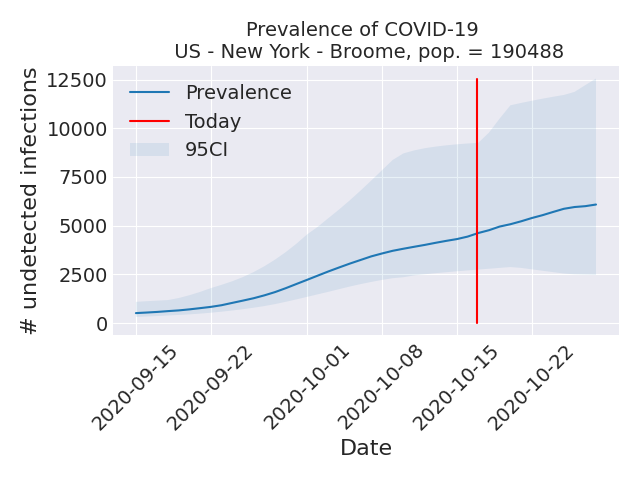 Prevalence of COVID-19
US - New York - Broome, pop. = 190488
# undetected infections
12500
10000
7500
5000
2500
0
Prevalence
Today
95CI
2020-09-15
2020-09-22
2020-10-01
2020-10-08
2020-10-15
2020-10-22
Date